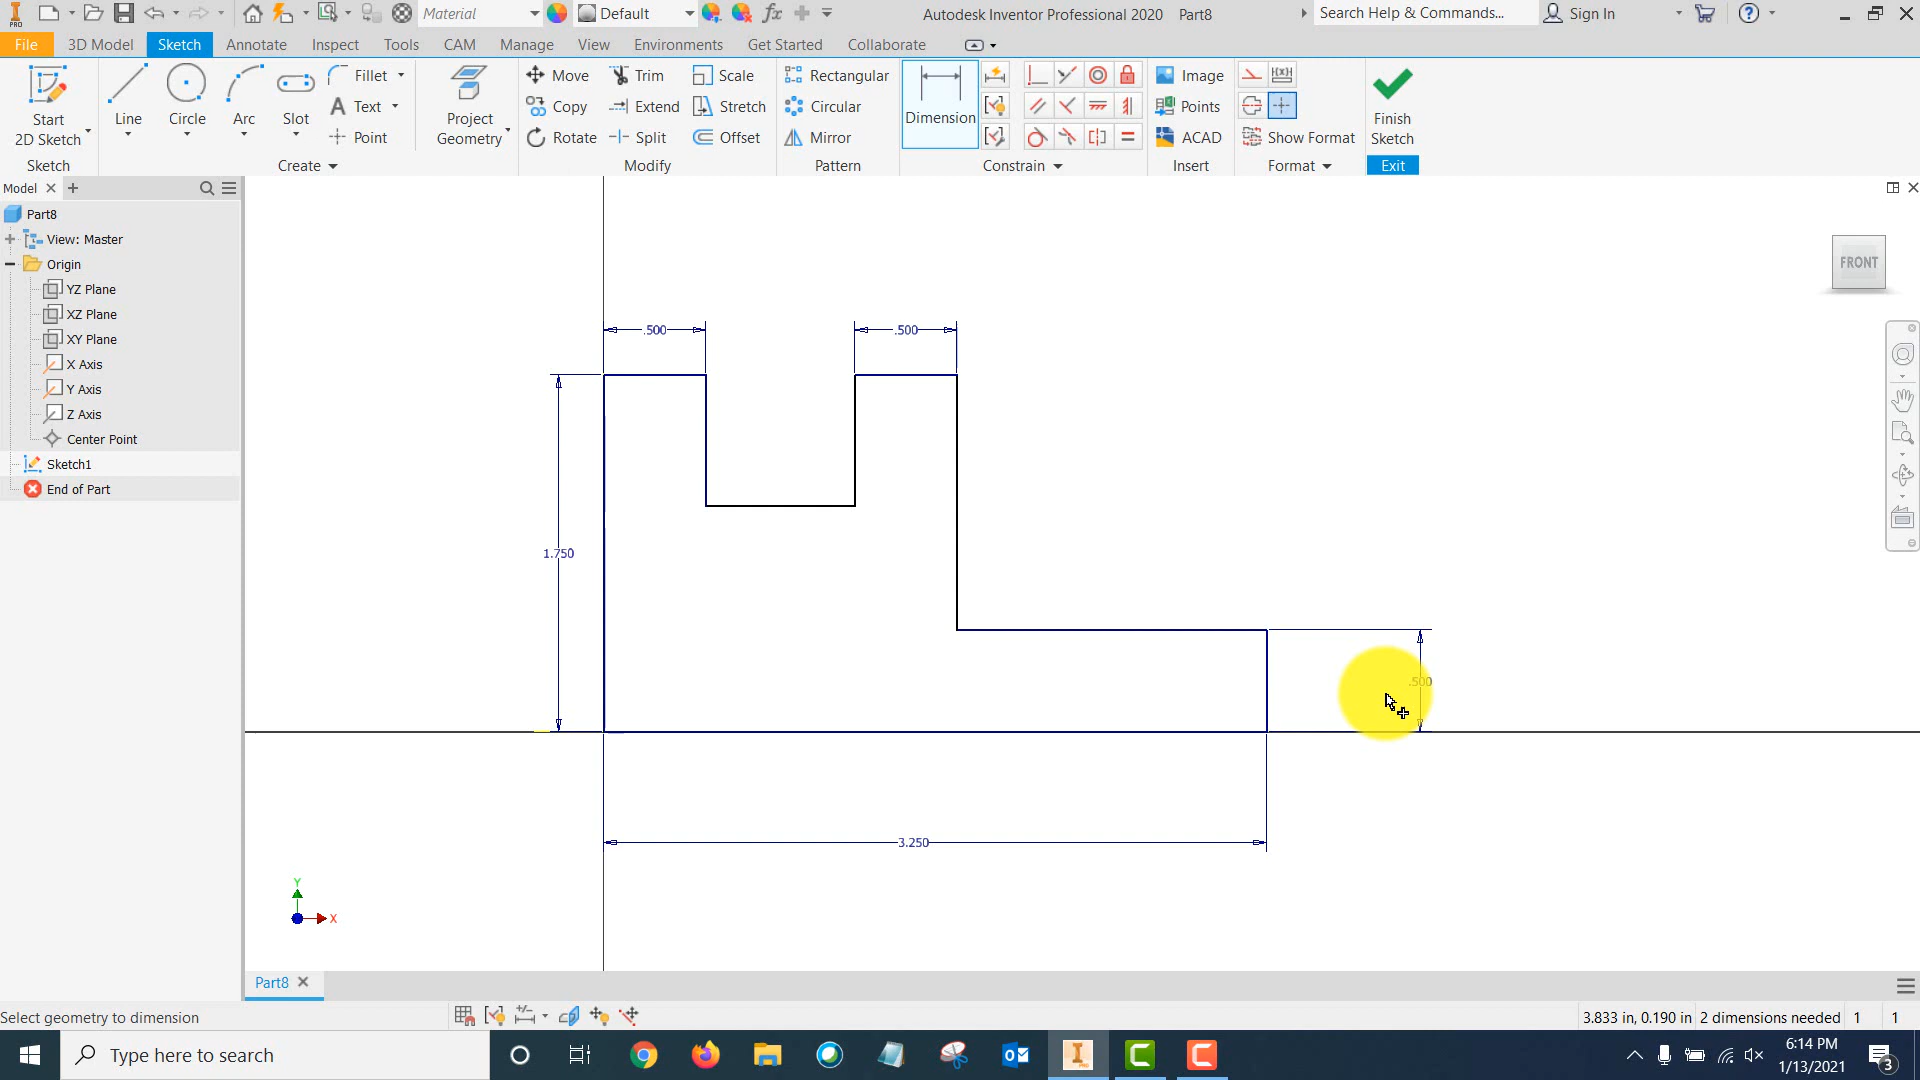 PRO
Material
Default
fx
Autodesk Inventor Professional 2020 Part8
Search Help & Commands...
Sign In
File
3D Model
Sketch
Annotate
Inspect
Tools
CAM
Manage
View
Environments
Get Started
Collaborate
Start
2D Sketch
Sketch
Line
Circle
Arc
Slot
Fillet
Text
Point
Create
Project
Geometry
Move
Copy
Rotate
Trim
Extend
Split
Scale
Stretch
Offset
Modify
Rectangular
Circular
Mirror
Pattern
Dimension
Constrain
Image
Points
ACAD
Insert
Show Format
Format
Finish
Sketch
Exit
Model
Part8
View: Master
Origin
YZ Plane
XZ Plane
XY Plane
X Axis
Y Axis
Z Axis
Center Point
Sketch1
End of Part
FRONT
.500
.500
1.750
.500
3.250
Y
X
Part8
Select geometry to dimension
3.833 in, 0.190 in
2 dimensions needed
1
1
Type here to search
6:14 PM
1/13/2021
3